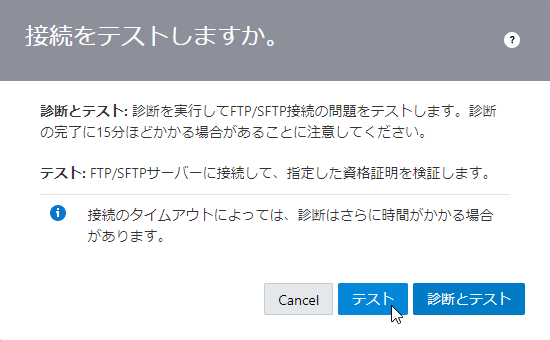 接続をテストしますか。
?
診断とテスト: 診断を実行してFTP/SFTP接続の問題をテストします。診断
の完了に15分ほどかかる場合があることに注意してください。
テスト: FTP/SFTPサーバーに接続して、指定した資格証明を検証します。
i
接続のタイムアウトによっては、診断はさらに時間がかかる場合
があります。
Cancel テスト 診断とテスト